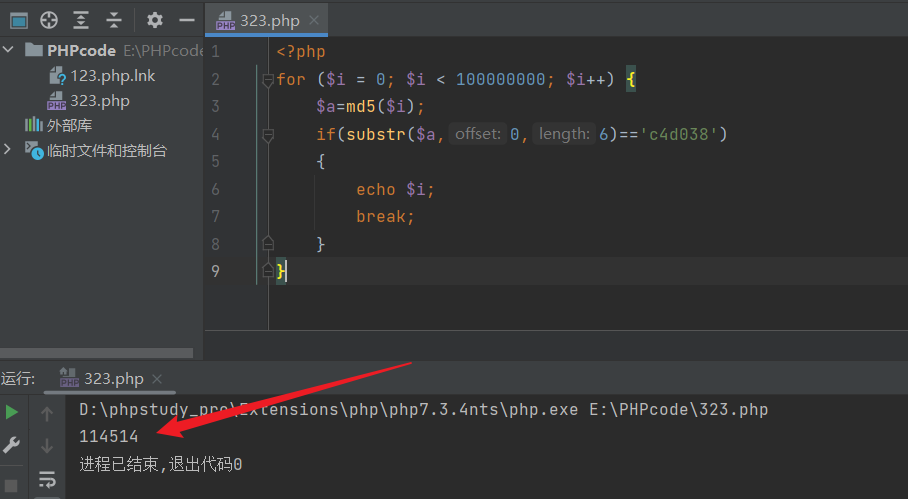 323.php
PHPcode E:\PHPcode
123.php.lnk
323.php
外部库
临时文件和控制台
1 <?php
2 for ($i = 0; $i < 100000000; $i++) {
3 $a=md5($i);
4 if(substr($a, offset: 0, length: 6)=='c4d038')
5 {
6 echo $i;
7 break;
8 }
9 }
运行: 323.php
D:\phpstudy_pro\Extensions\php\php7.3.4nts\php.exe E:\PHPcode\323.php
114514
进程已结束,退出代码0